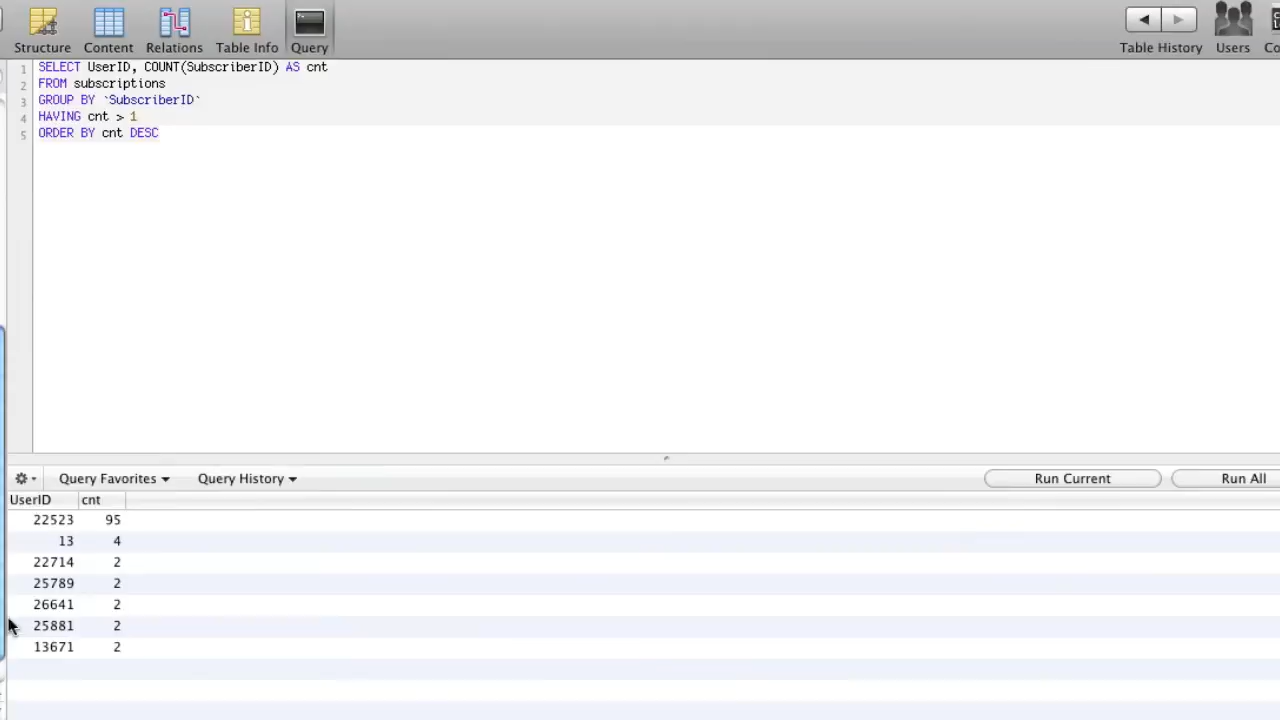 Structure Content Relations Table Info Query Table History Users
1 SELECT UserID, COUNT(SubscriberID) AS cnt
2 FROM subscriptions
3 GROUP BY `SubscriberID`
4 HAVING cnt > 1
5 ORDER BY cnt DESC
Query Favorites Query History Run Current Run All
UserID cnt
22523 95
13 4
22714 2
25789 2
26641 2
25881 2
13671 2